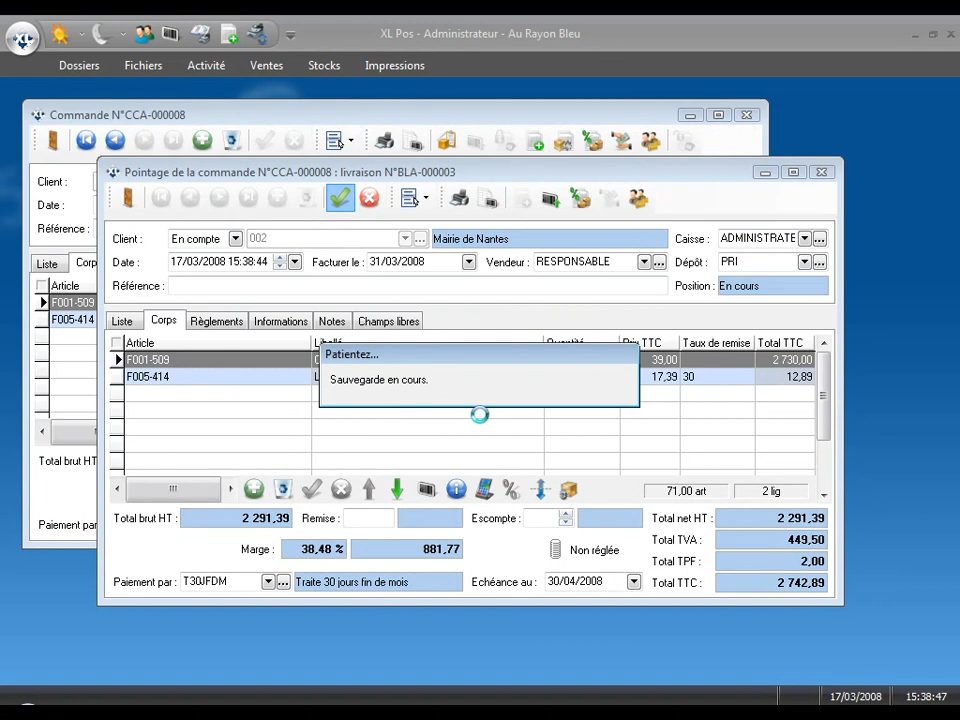 XL Pos - Administrateur - Au Rayon Bleu
Dossiers Fichiers Activité Ventes Stocks Impressions
Commande N°CCA-000008
Pointage de la commande N°CCA-000008 : livraison N°BLA-000003
Client :
Date :
Référence :
Liste Corp
Article
F001-509
F005-414
Total brut HT
Paiement par
Client : En compte 002 Mairie de Nantes Caisse : ADMINISTRATE
Date : 17/03/2008 15:38:44 Facturer le : 31/03/2008 Vendeur : RESPONSABLE Dépôt : PRI
Référence : Position : En cours
Liste Corps Règlements Informations Notes Champs libres
Article Libellé Quantité Prix TTC Taux de remise Total TTC
F001-509 39,00 2 730,00
F005-414 L 17,39 30 12,89
Patientez...
Sauvegarde en cours.
71,00 art 2 lig
Total brut HT : 2 291,39 Remise : Escompte : Total net HT : 2 291,39
Total TVA : 449,50
Marge : 38,48 % 881,77 Non réglée
Total TPF : 2,00
Paiement par : T30JFDM Traite 30 jours fin de mois Echéance au : 30/04/2008 Total TTC : 2 742,89
17/03/2008 15:38:47